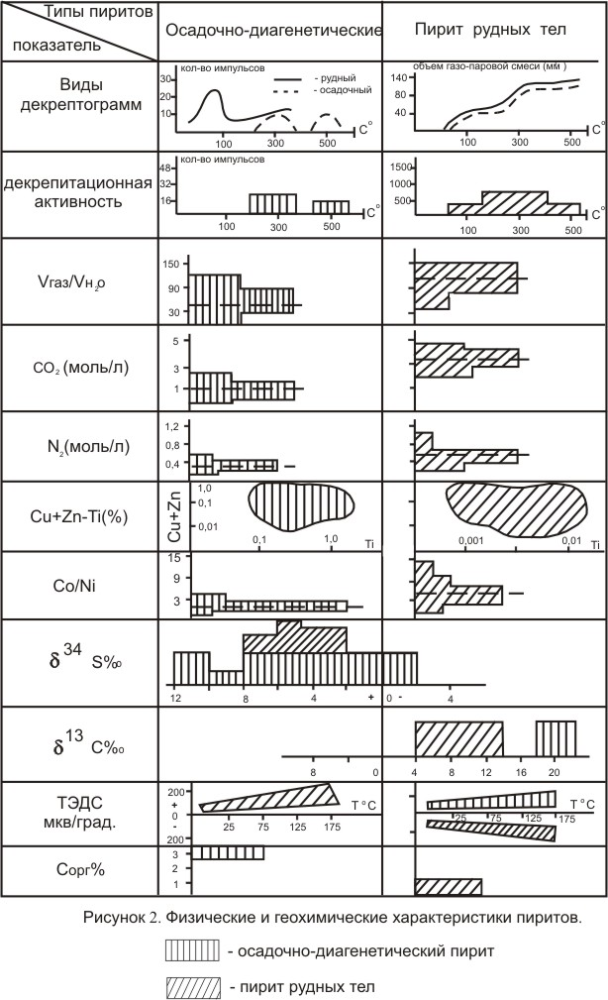 Типы пиритов
показатель
Осадочно-диагенетические
Пирит рудных тел
Виды
декрептограмм
кол-во импульсов
30
20
10
- рудный
- осадочный
100 300 500 С°
объем газо-паровой смеси (мм³)
140
80
40
100 300 500 С°
декрепитационная
активность
кол-во импульсов
48
32
16
100 300 500 С°
1500
1000
500
100 300 500 С°
Vгаз/Vн₂о
150
90
30
CO₂ (моль/л)
5
3
1
N₂(моль/л)
1,2
0,8
0,4
Cu+Zn-Ti(%)
Cu+Zn
1,0
0,1
0,01
0,1 1,0 Ti
0,001 0,01 Ti
Co/Ni
15
9
3
δ34 S‰
12 8 4 + 0 - 4
δ13 C‰
8 4 0 4 8 12 16 20
ТЭДС
мкв/град.
200
+
0
-
200
25 75 125 175
T°C
25 75 125 175
T°C
Сорг%
3
2
1
Рисунок 2. Физические и геохимические характеристики пиритов.
- осадочно-диагенетический пирит
- пирит рудных тел